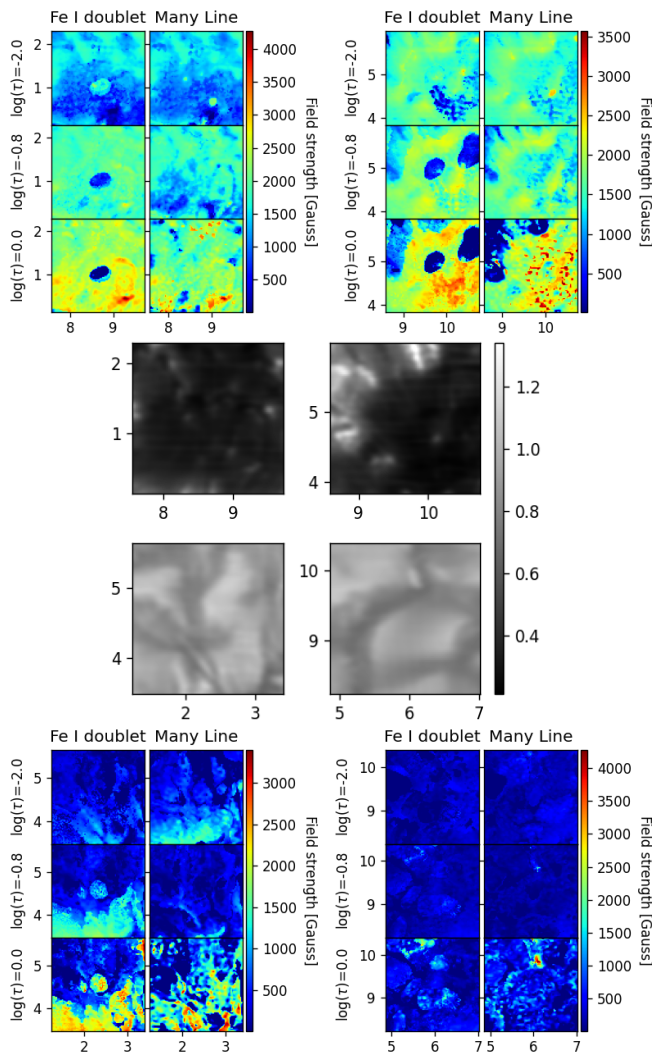 Fe I doublet Many Line
log(τ)=-2.0
log(τ)=-0.8
log(τ)=0.0
2
1
2
1
2
1
8 9 8 9
4000
3500
3000
2500
2000
1500
1000
500
Field strength [Gauss]
Fe I doublet Many Line
log(τ)=-2.0
log(τ)=-0.8
log(τ)=0.0
5
4
5
4
5
4
9 10 9 10
3500
3000
2500
2000
1500
1000
500
Field strength [Gauss]
2
1
8 9
5
4
9 10
5
4
2 3
10
9
5 6 7
1.2
1.0
0.8
0.6
0.4
Fe I doublet Many Line
log(τ)=-2.0
log(τ)=-0.8
log(τ)=0.0
5
4
5
4
5
4
2 3 2 3
3000
2500
2000
1500
1000
500
Field strength [Gauss]
Fe I doublet Many Line
log(τ)=-2.0
log(τ)=-0.8
log(τ)=0.0
10
9
10
9
10
9
5 6 7 5 6 7
4000
3500
3000
2500
2000
1500
1000
500
Field strength [Gauss]